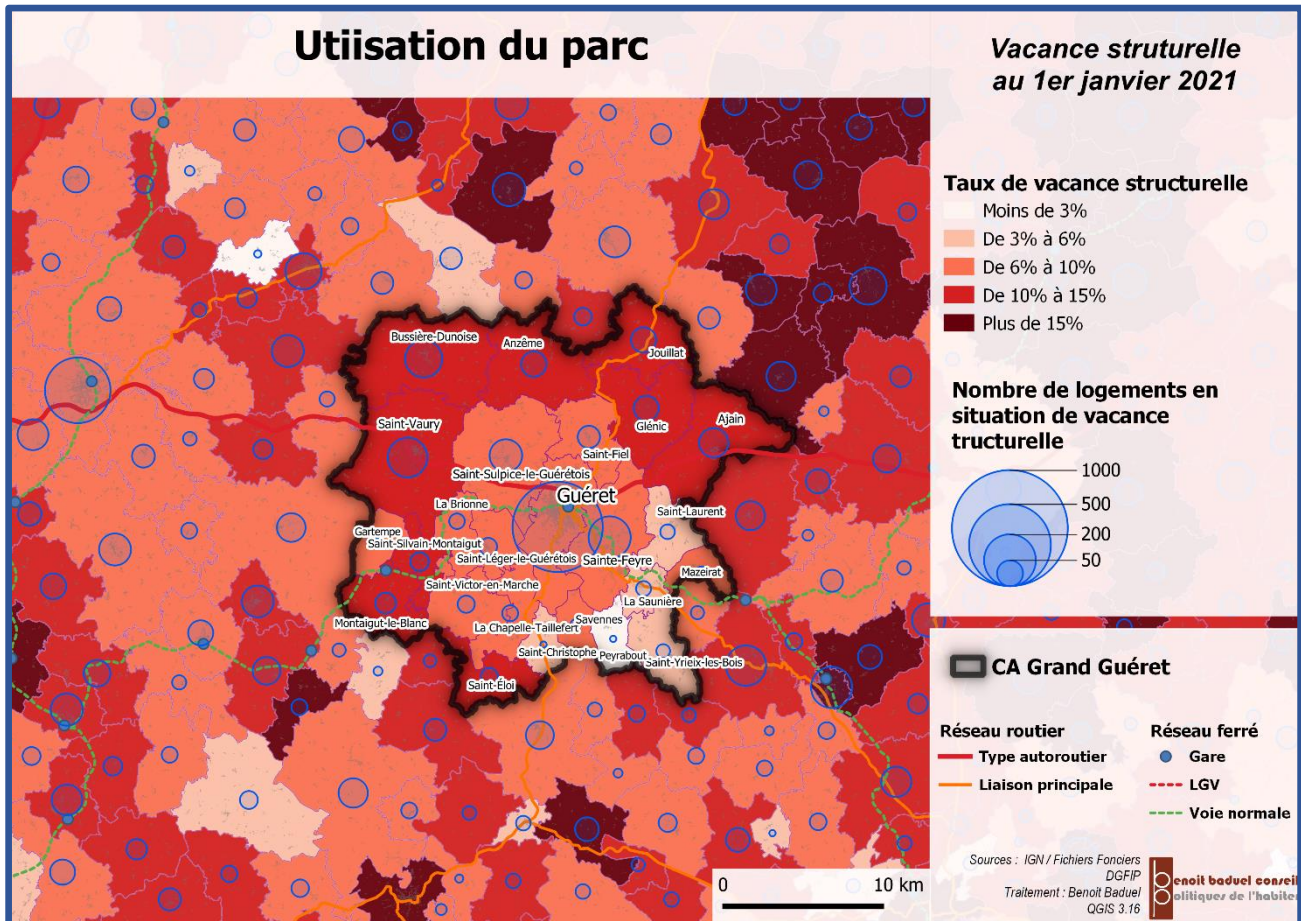 Utiisation du parc
Vacance struturelle
au 1er janvier 2021
Taux de vacance structurelle
Moins de 3%
De 3% à 6%
De 6% à 10%
De 10% à 15%
Plus de 15%
Nombre de logements en
situation de vacance
tructurelle
1000
500
200
50
Bussière-Dunoise
Anzême
Jouillat
Saint-Vaury
Glénic
Ajain
Saint-Fiel
Saint-Sulpice-le-Guérétois
Guéret
La Brionne
Saint-Laurent
Gartempe
Saint-Silvain-Montaigut
Saint-Léger-le-Guérétois
Sainte-Feyre
Mazeirat
Saint-Victor-en-Marche
La Saunière
Montaigut-le-Blanc
La Chapelle-Taillefert
Savennes
Saint-Christophe
Peyrabout
Saint-Yrieix-les-Bois
Saint-Éloi
CA Grand Guéret
Réseau routier
Type autoroutier
Liaison principale
Réseau ferré
Gare
LGV
Voie normale
0 10 km
Sources : IGN / Fichiers Fonciers
DGFIP
Traitement : Benoit Baduel
QGIS 3.16
benoit baduel conseil
politiques de l'habitat